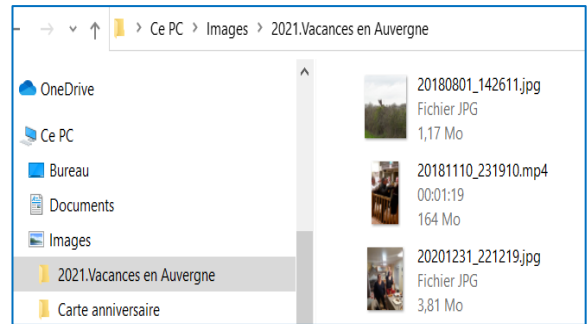 Ce PC > Images > 2021.Vacances en Auvergne
OneDrive
Ce PC
Bureau
Documents
Images
2021.Vacances en Auvergne
Carte anniversaire
20180801_142611.jpg
Fichier JPG
1,17 Mo
20181110_231910.mp4
00:01:19
164 Mo
20201231_221219.jpg
Fichier JPG
3,81 Mo